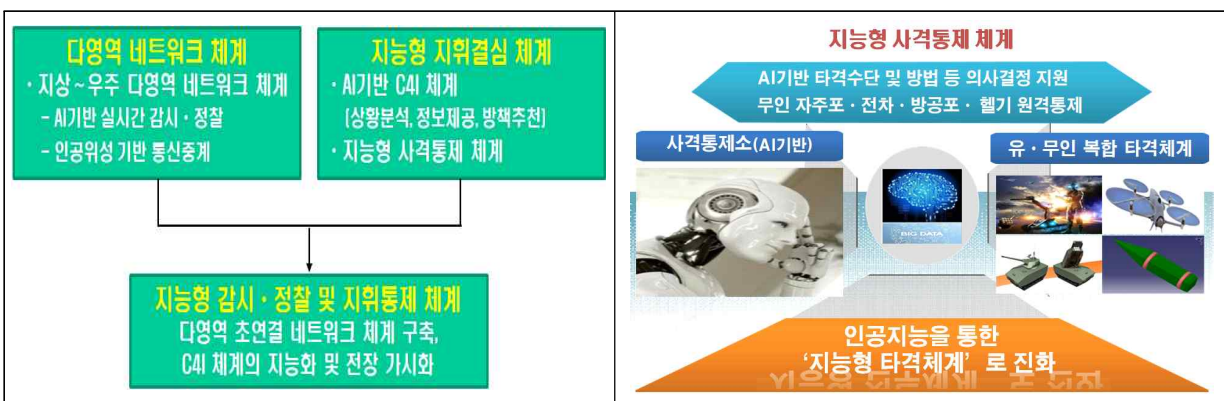 다영역 네트워크 체계
· 지상~우주 다영역 네트워크 체계
- AI기반 실시간 감시·정찰
- 인공위성 기반 통신중계
지능형 지휘결심 체계
· AI기반 C4I 체계
(상황분석, 정보제공, 방책추천)
· 지능형 사격통제 체계
지능형 감시·정찰 및 지휘통제 체계
다영역 초연결 네트워크 체계 구축,
C4I 체계의 지능화 및 전장 가시화
지능형 사격통제 체계
AI기반 타격수단 및 방법 등 의사결정 지원
무인 자주포·전차·방공포·헬기 원격통제
사격통제소(AI기반)
유·무인 복합 타격체계
BIG DATA
인공지능을 통한
‘지능형 타격체계’ 로 진화